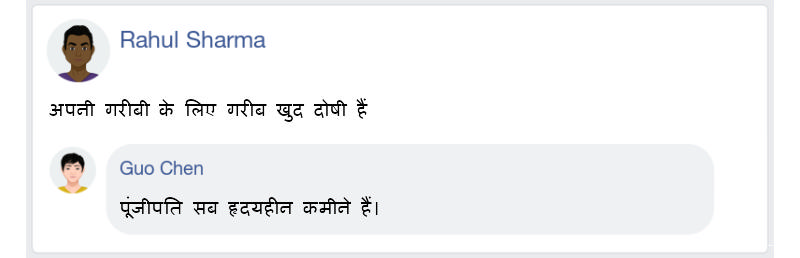 Rahul Sharma
अपनी गरीबी के लिए गरीब खुद दोषी हैं
Guo Chen
पूंजीपति सब हृदयहीन कमीने हैं।